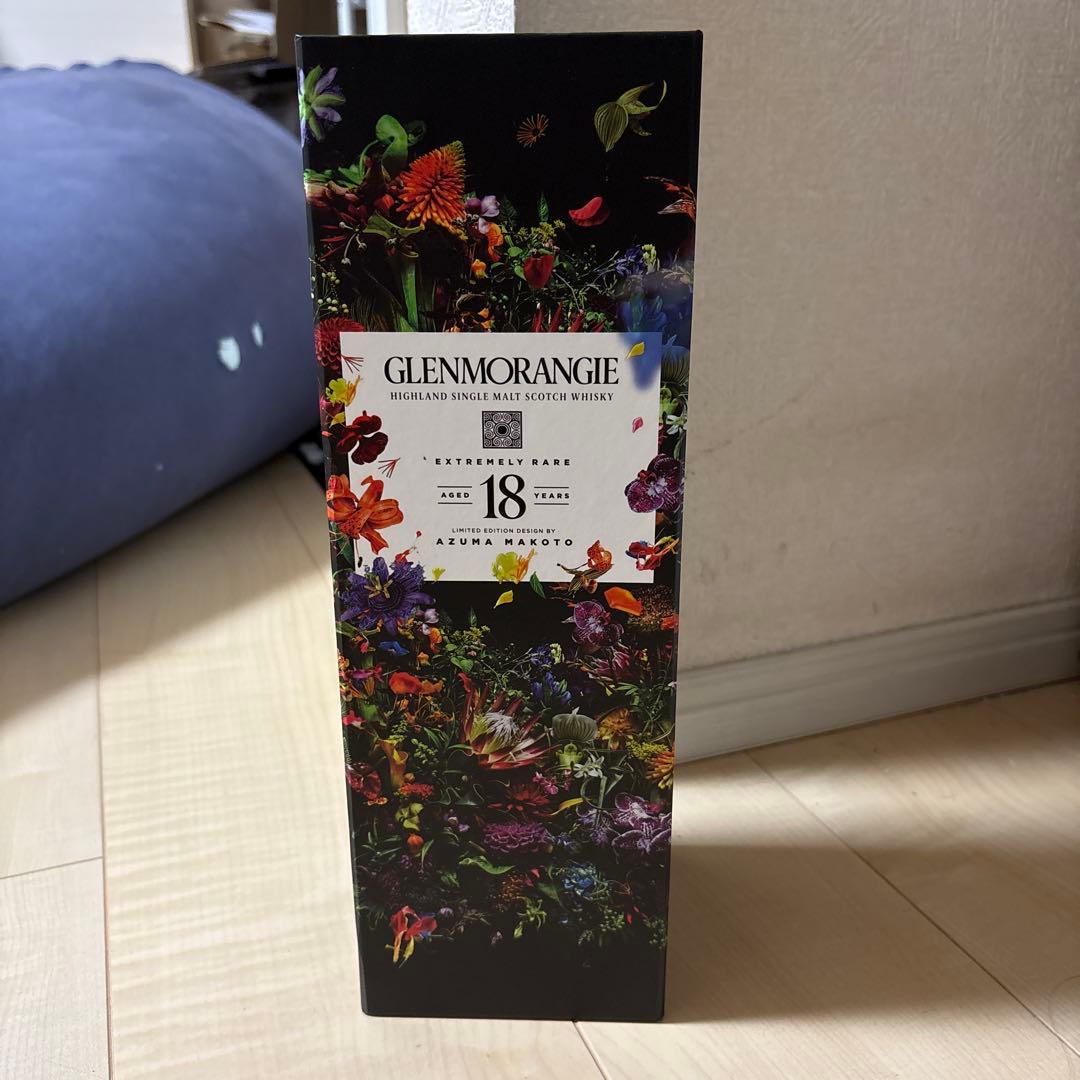 GLENMORANGIE
HIGHLAND SINGLE MALT SCOTCH WHISKY
EXTREMELY RARE
AGED 18 YEARS
LIMITED EDITION DESIGN BY
AZUMA MAKOTO